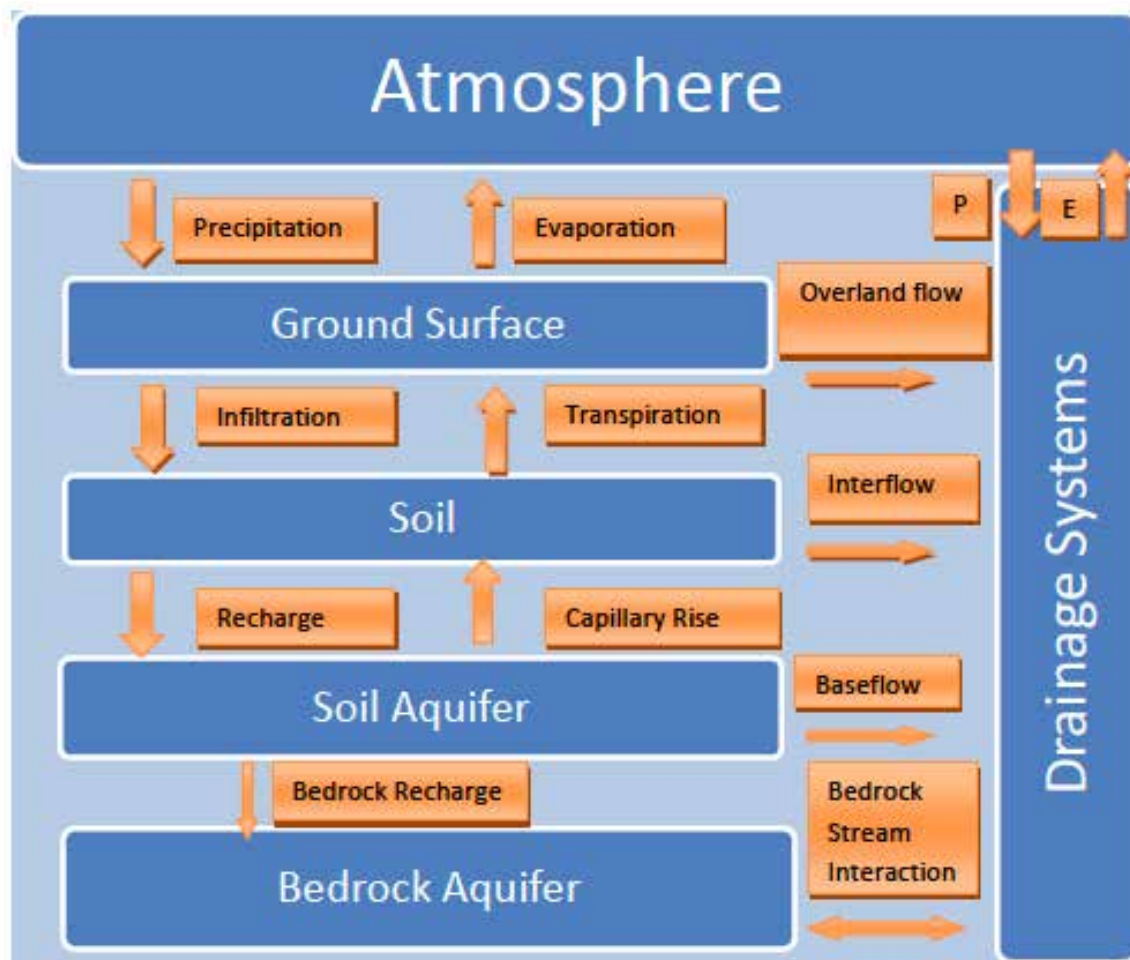 Atmosphere
P
E
Precipitation
Evaporation
Overland flow
Ground Surface
Infiltration
Transpiration
Interflow
Soil
Recharge
Capillary Rise
Baseflow
Soil Aquifer
Bedrock Recharge
Bedrock
Stream
Interaction
Bedrock Aquifer
Drainage Systems